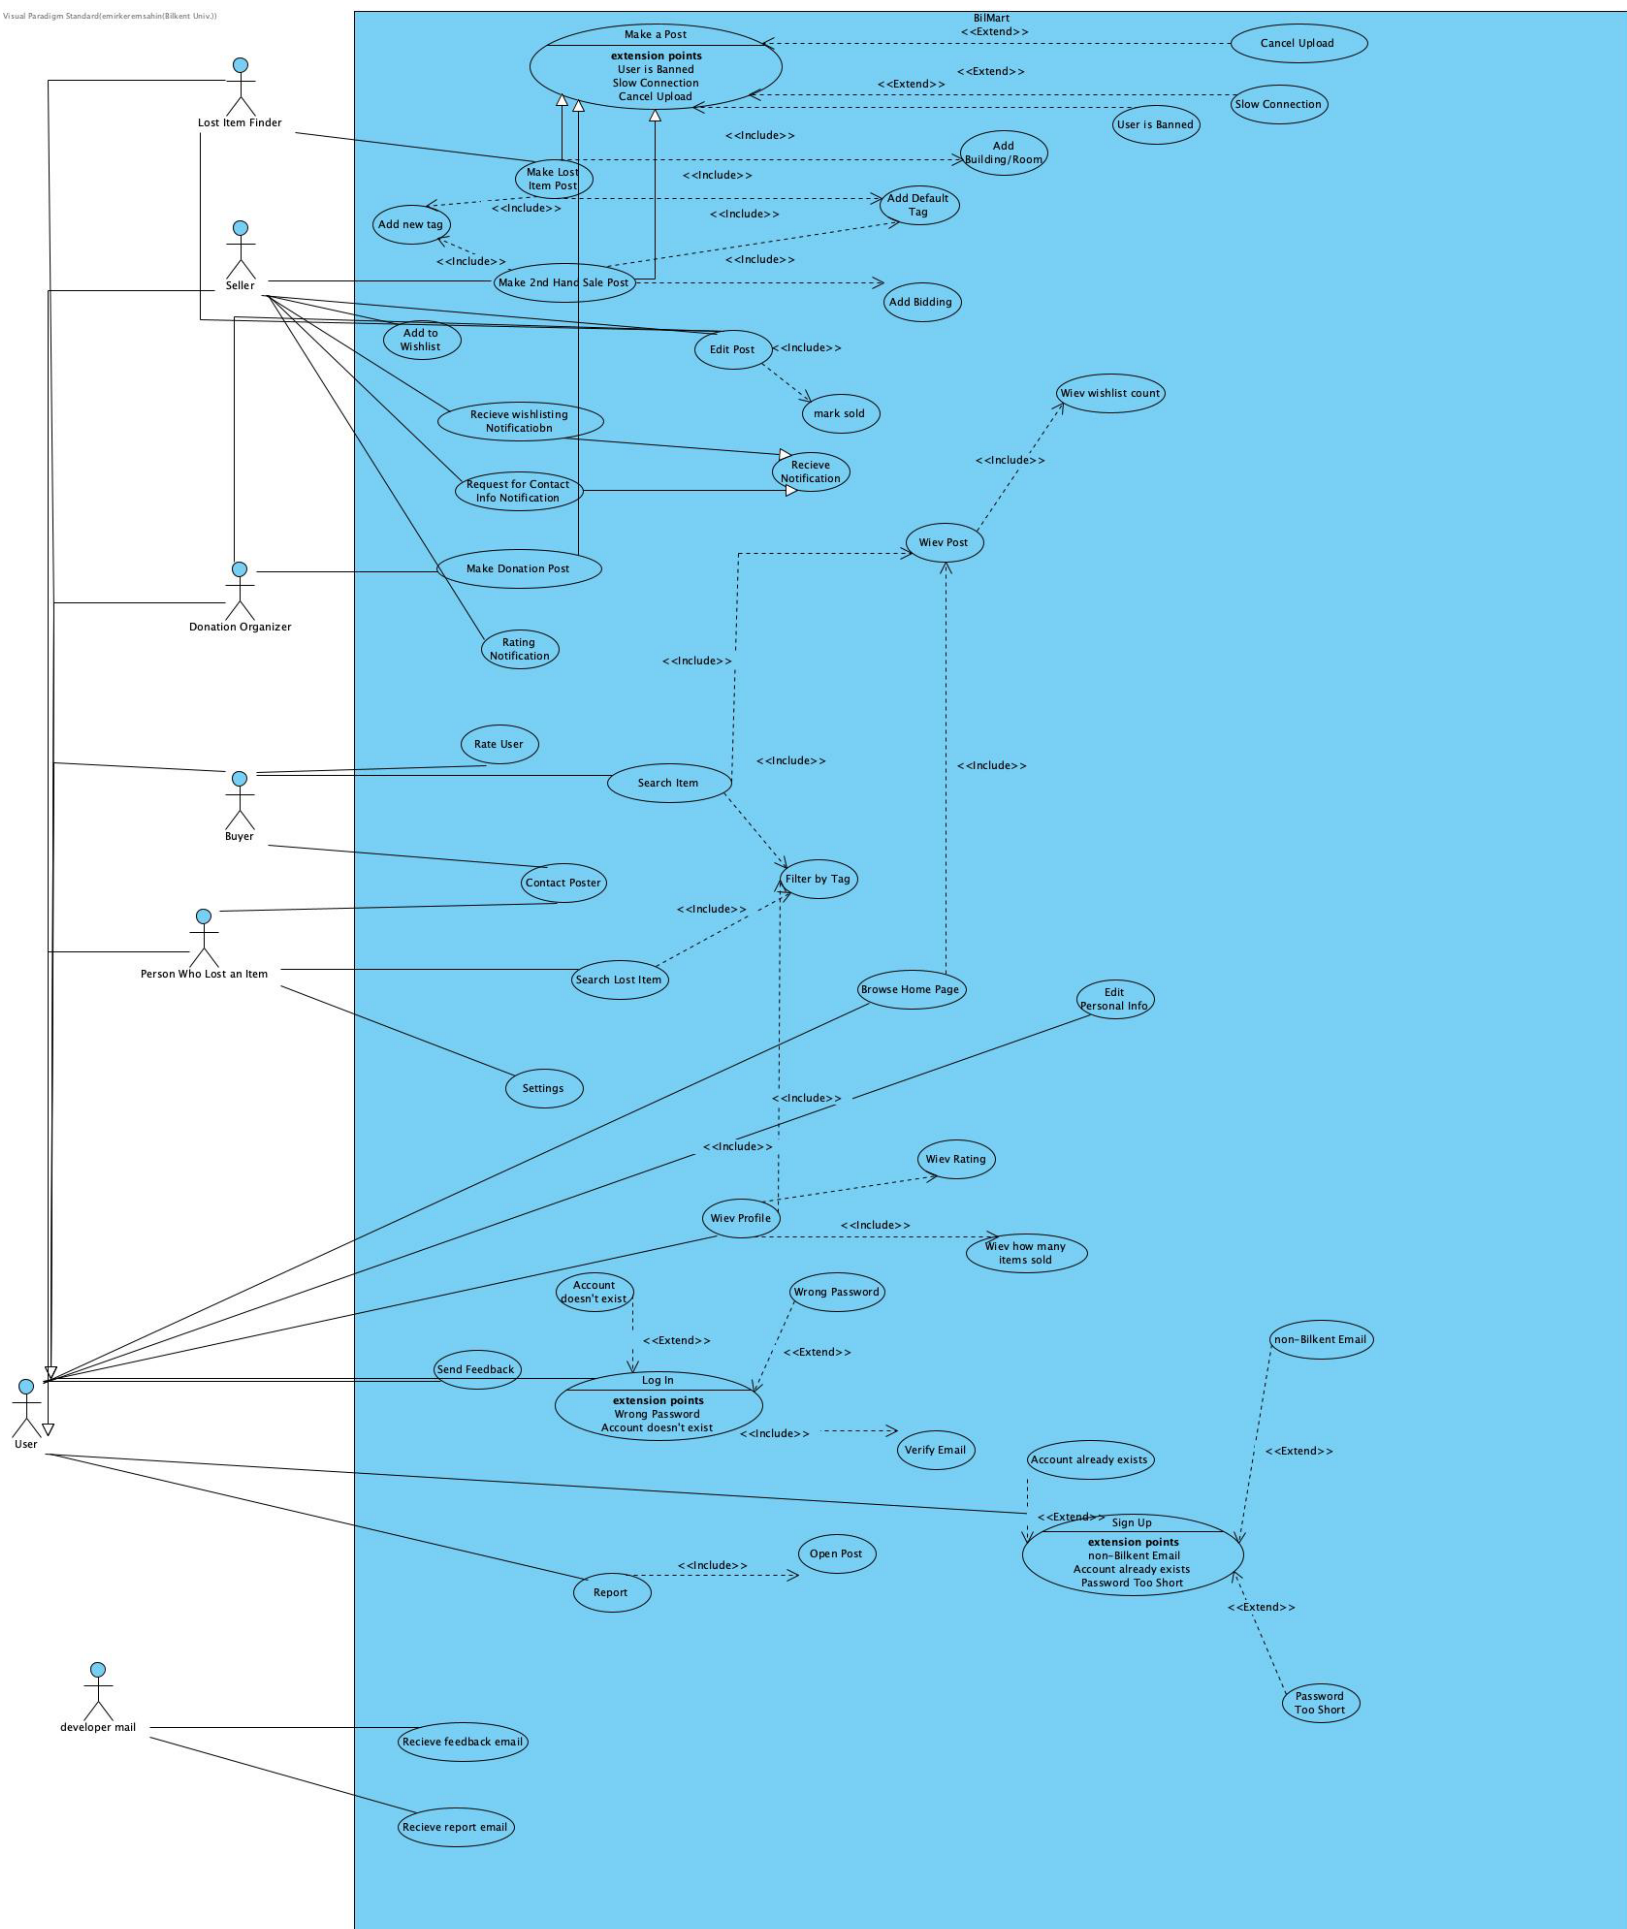 Visual Paradigm Standard(emirkeremsahin(Bilkent Univ.))
BilMart
<<Extend>>
Make a Post
extension points
User is Banned
Slow Connection
Cancel Upload
Cancel Upload
<<Extend>>
<<Extend>>
Slow Connection
User is Banned
Lost Item Finder
<<Include>>
Add
Building/Room
Make Lost
Item Post
<<Include>>
Add Default
Tag
<<Include>>
<<Include>>
Add new tag
<<Include>>
<<Include>>
Seller
Make 2nd Hand Sale Post
Add Bidding
Add to
Wishlist
Edit Post
<<Include>>
Wiev wishlist count
mark sold
Recieve wishlisting
Notificatiobn
<<Include>>
Recieve
Notification
Request for Contact
Info Notification
Wiev Post
Make Donation Post
Donation Organizer
Rating
Notification
<<Include>>
Rate User
<<Include>>
<<Include>>
Search Item
Buyer
Contact Poster
Filter by Tag
<<Include>>
Person Who Lost an Item
Search Lost Item
Browse Home Page
Edit
Personal Info
Settings
<<Include>>
<<Include>>
Wiev Rating
Wiev Profile
<<Include>>
Wiev how many
items sold
Account
doesn't exist
Wrong Password
<<Extend>>
<<Extend>>
non-Bilkent Email
Send Feedback
Log In
extension points
Wrong Password
Account doesn't exist
<<Include>>
Verify Email
User
Account already exists
<<Extend>>
<<Extend>>
Sign Up
extension points
non-Bilkent Email
Account already exists
Password Too Short
Open Post
<<Include>>
Report
<<Extend>>
Password
Too Short
developer mail
Recieve feedback email
Recieve report email